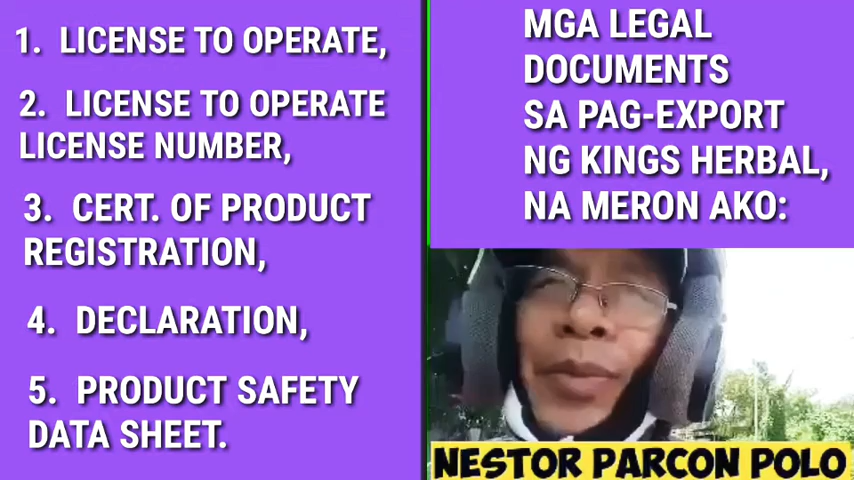 1. LICENSE TO OPERATE,
2. LICENSE TO OPERATE
LICENSE NUMBER,
3. CERT. OF PRODUCT
REGISTRATION,
4. DECLARATION,
5. PRODUCT SAFETY
DATA SHEET.
MGA LEGAL
DOCUMENTS
SA PAG-EXPORT
NG KINGS HERBAL,
NA MERON AKO:
NESTOR PARCON POLO